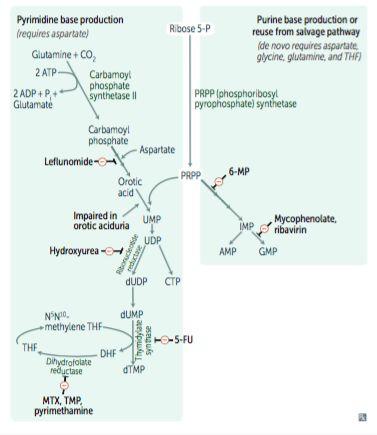 Pyrimidine base production
(requires aspartate)
Glutamine + CO₂
2 ATP
2 ADP + Pᵢ +
Glutamate
Carbamoyl
phosphate
synthetase II
Carbamoyl
phosphate
Aspartate
Leflunomide
Orotic
acid
Impaired in
orotic aciduria
UMP
UDP
Hydroxyurea
Ribonucleotide
reductase
dUDP
CTP
dUMP
N⁵N¹⁰-
methylene THF
THF
DHF
Dihydrofolate
reductase
Thymidylate
synthase
5-FU
dTMP
MTX, TMP,
pyrimethamine
Ribose 5-P
PRPP (phosphoribosyl
pyrophosphate) synthetase
PRPP
Purine base production or
reuse from salvage pathway
(de novo requires aspartate,
glycine, glutamine, and THF)
6-MP
IMP
Mycophenolate,
ribavirin
AMP
GMP